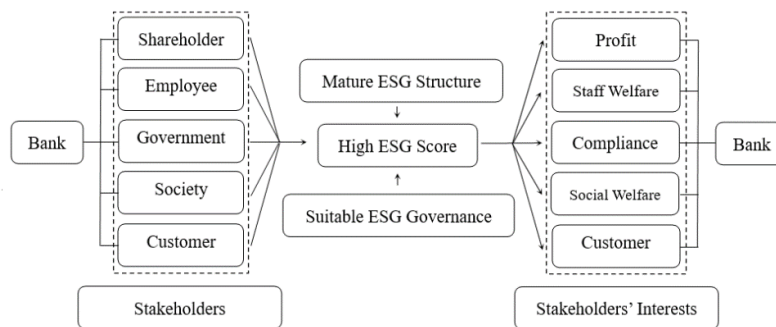 Bank
Shareholder
Employee
Government
Society
Customer
Stakeholders
Mature ESG Structure
High ESG Score
Suitable ESG Governance
Profit
Staff Welfare
Compliance
Social Welfare
Customer
Stakeholders’ Interests
Bank